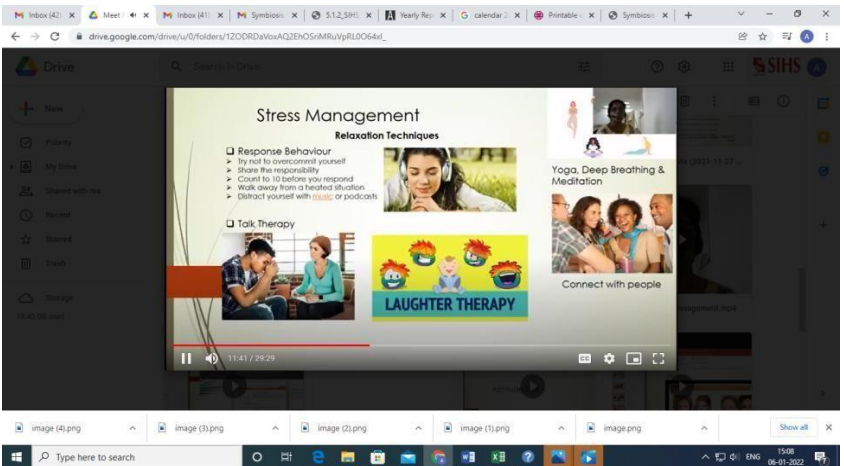 Inbox (42)
Meet
Inbox (41)
Symbiosis
5.1.2_SIHS
Yearly Rep
calendar 2
Printable c
Symbiosis
drive.google.com/drive/u/0/folders/
Drive
Search in Drive
SIHS
New
Priority
My Drive
Shared with me
Recent
Starred
Trash
Storage
Stress Management
Relaxation Techniques
Response Behaviour
Try not to overcommit yourself
Share the responsibility
Count to 10 before you respond
Walk away from a heated situation
Distract yourself with music or podcasts
Talk Therapy
LAUGHTER THERAPY
Yoga, Deep Breathing &
Meditation
Connect with people
11:41 / 29:29
CC
image (4).png
image (3).png
image (2).png
image (1).png
image.png
Show all
Type here to search
ENG
15:08
06-01-2022